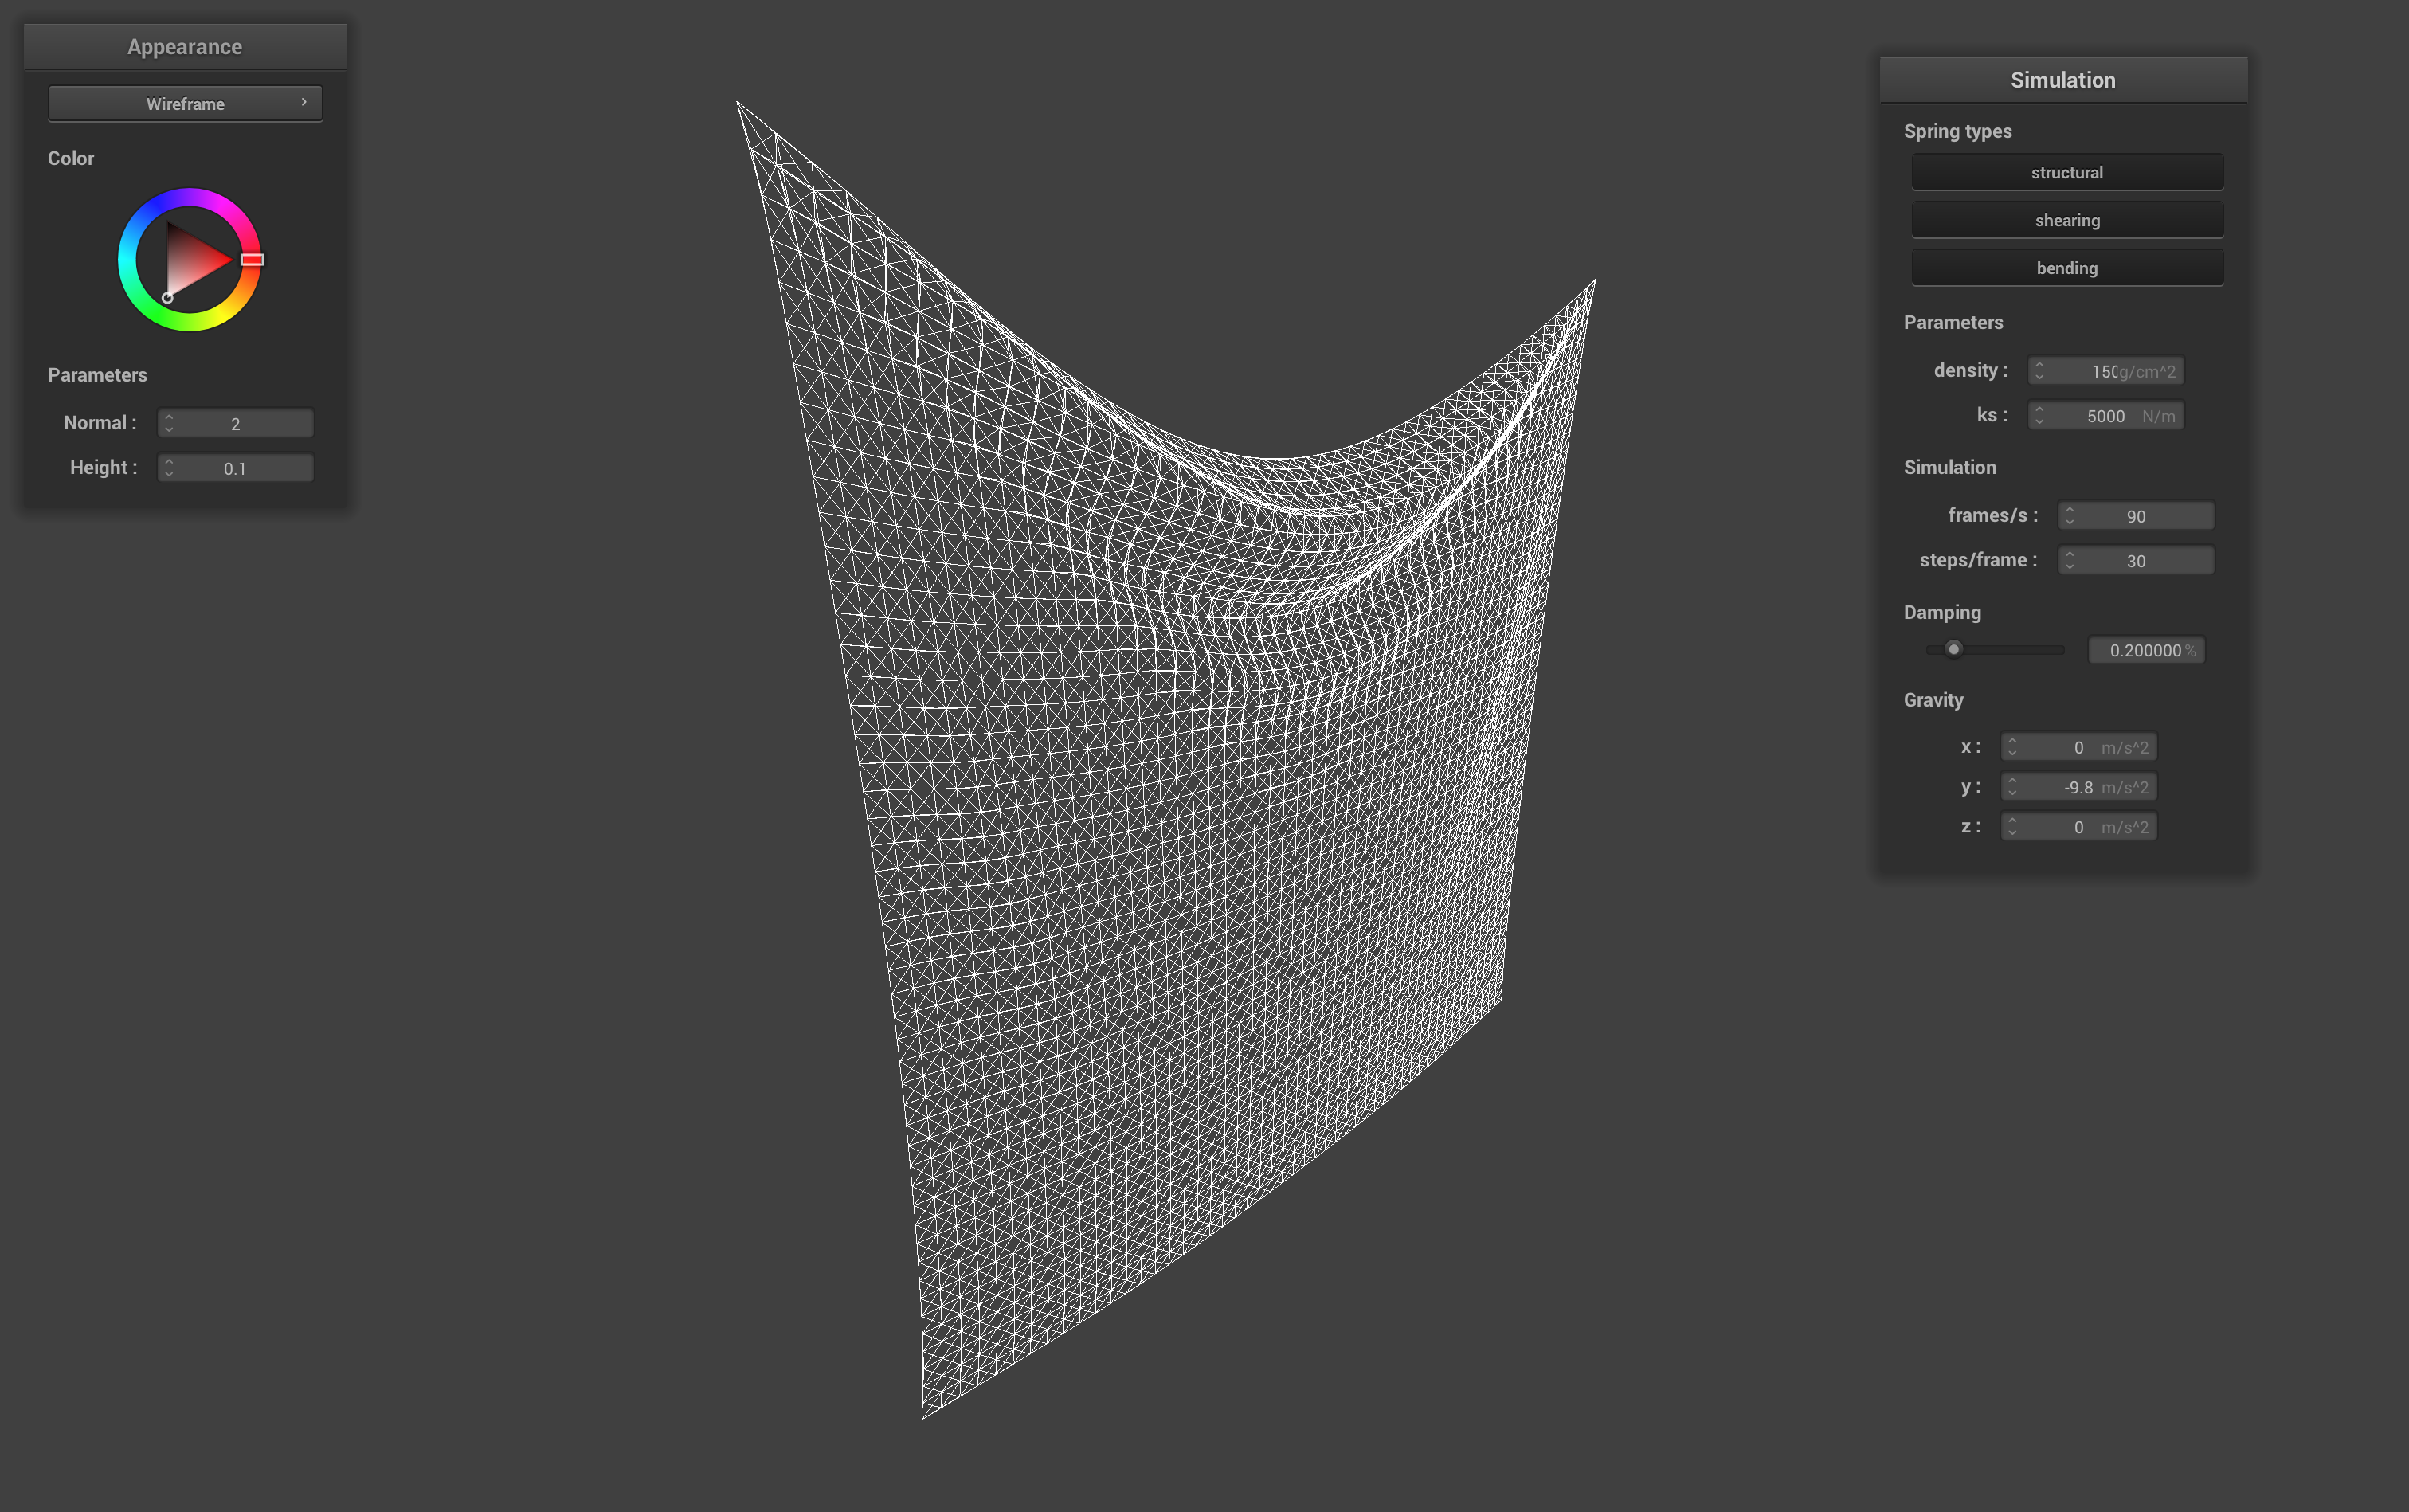 Appearance
Wireframe
Color
Parameters
Normal : 2
Height : 0.1
Simulation
Spring types
structural
shearing
bending
Parameters
density : 150g/cm^2
ks : 5000 N/m
Simulation
frames/s : 90
steps/frame : 30
Damping
0.200000 %
Gravity
x : 0 m/s^2
y : -9.8 m/s^2
z : 0 m/s^2